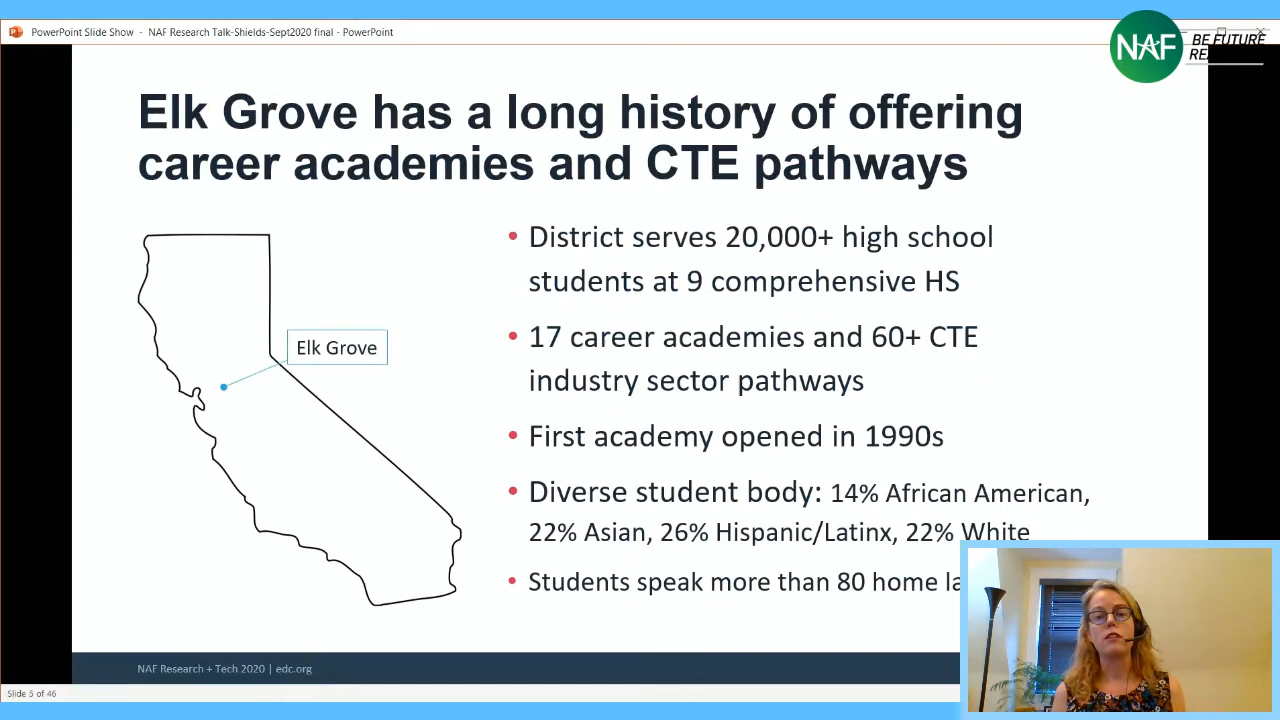 PowerPoint Slide Show - NAF Research Talk-Shields-Sept2020 final - PowerPoint
NAF
BE FUTURE
Elk Grove has a long history of offering
career academies and CTE pathways
• District serves 20,000+ high school
students at 9 comprehensive HS
Elk Grove
• 17 career academies and 60+ CTE
industry sector pathways
• First academy opened in 1990s
• Diverse student body: 14% African American,
22% Asian, 26% Hispanic/Latinx, 22% White
• Students speak more than 80 home
NAF Research + Tech 2020 | edc.org
Slide 5 of 46